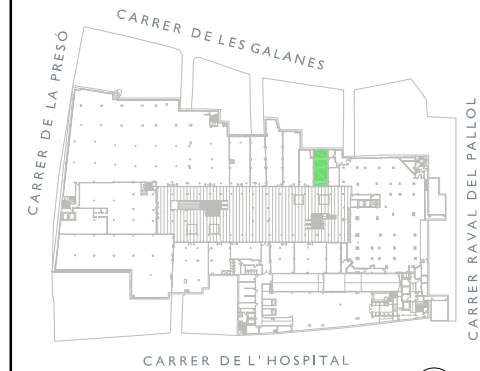 CARRER DE LES GALANES
CARRER DE LA PRESÓ
CARRER RAVAL DEL PALLOL
CARRER DE L'HOSPITAL